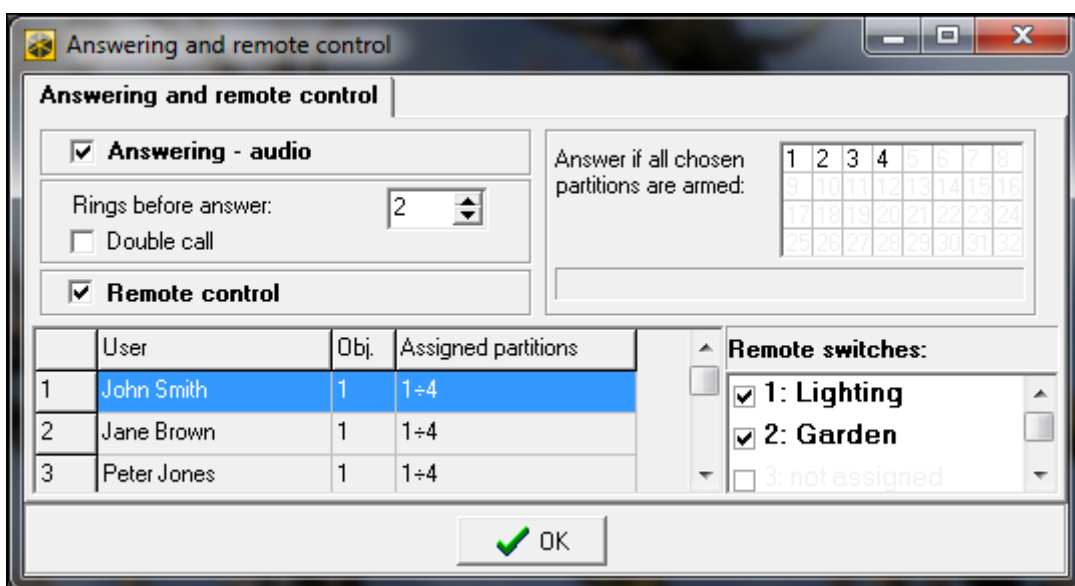 Answering and remote control
Answering and remote control
Answering - audio
Rings before answer: 2
Double call
Remote control
Answer if all chosen
partitions are armed:
1 2 3 4 5 6 7 8
9 10 11 12 13 14 15 16
17 18 19 20 21 22 23 24
25 26 27 28 29 30 31 32
User Obj. Assigned partitions
1 John Smith 1 1÷4
2 Jane Brown 1 1÷4
3 Peter Jones 1 1÷4
Remote switches:
1: Lighting
2: Garden
3: not assigned
OK